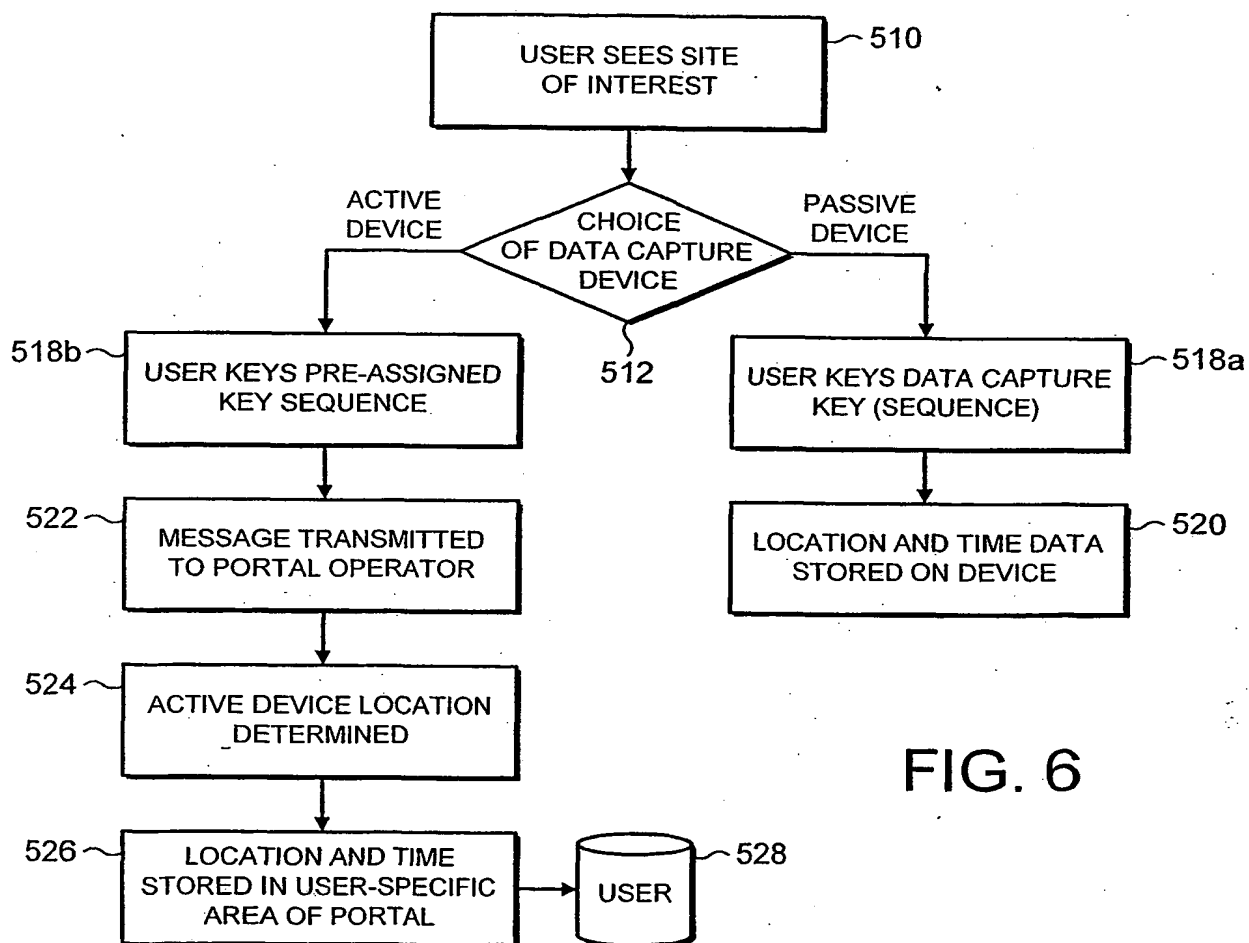 USER SEES SITE
OF INTEREST
510
ACTIVE
DEVICE
CHOICE
OF DATA CAPTURE
DEVICE
PASSIVE
DEVICE
512
518b
USER KEYS PRE-ASSIGNED
KEY SEQUENCE
USER KEYS DATA CAPTURE
KEY (SEQUENCE)
518a
522
MESSAGE TRANSMITTED
TO PORTAL OPERATOR
LOCATION AND TIME DATA
STORED ON DEVICE
520
524
ACTIVE DEVICE LOCATION
DETERMINED
FIG. 6
526
LOCATION AND TIME
STORED IN USER-SPECIFIC
AREA OF PORTAL
USER
528